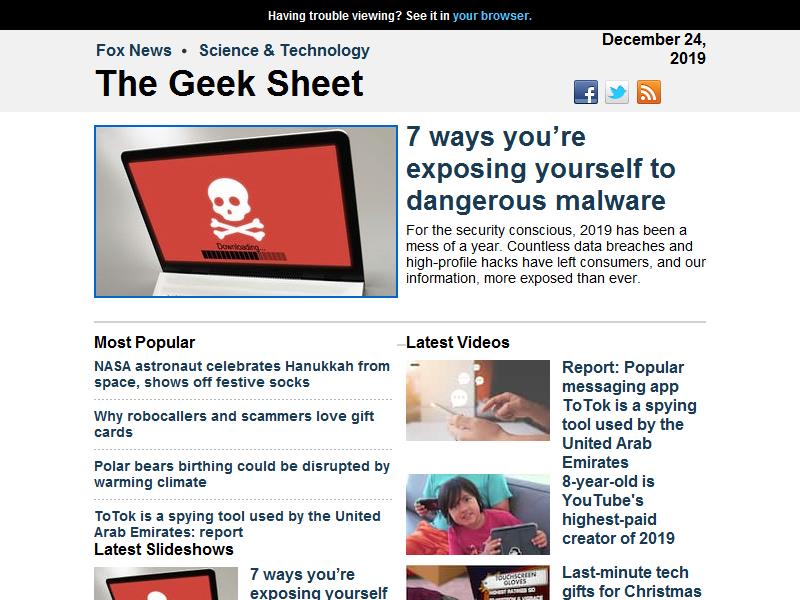 Having trouble viewing? See it in your browser.
Fox News • Science & Technology
The Geek Sheet
December 24,
2019
7 ways you’re
exposing yourself to
dangerous malware
For the security conscious, 2019 has been a
mess of a year. Countless data breaches and
high-profile hacks have left consumers, and our
information, more exposed than ever.
Downloading...
Most Popular
NASA astronaut celebrates Hanukkah from
space, shows off festive socks
Why robocallers and scammers love gift
cards
Polar bears birthing could be disrupted by
warming climate
ToTok is a spying tool used by the United
Arab Emirates: report
Latest Slideshows
7 ways you’re
exposing yourself
Latest Videos
Report: Popular
messaging app
ToTok is a spying
tool used by the
United Arab
Emirates
8-year-old is
YouTube's
highest-paid
creator of 2019
Last-minute tech
gifts for Christmas
TOUCHSCREEN
GLOVES